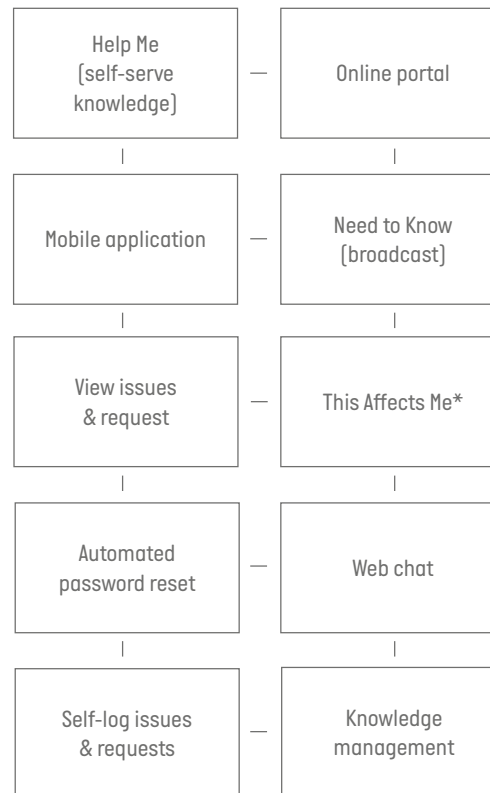 Help Me
(self-serve
knowledge)
Online portal
Mobile application
Need to Know
(broadcast)
View issues
& request
This Affects Me*
Automated
password reset
Web chat
Self-log issues
& requests
Knowledge
management